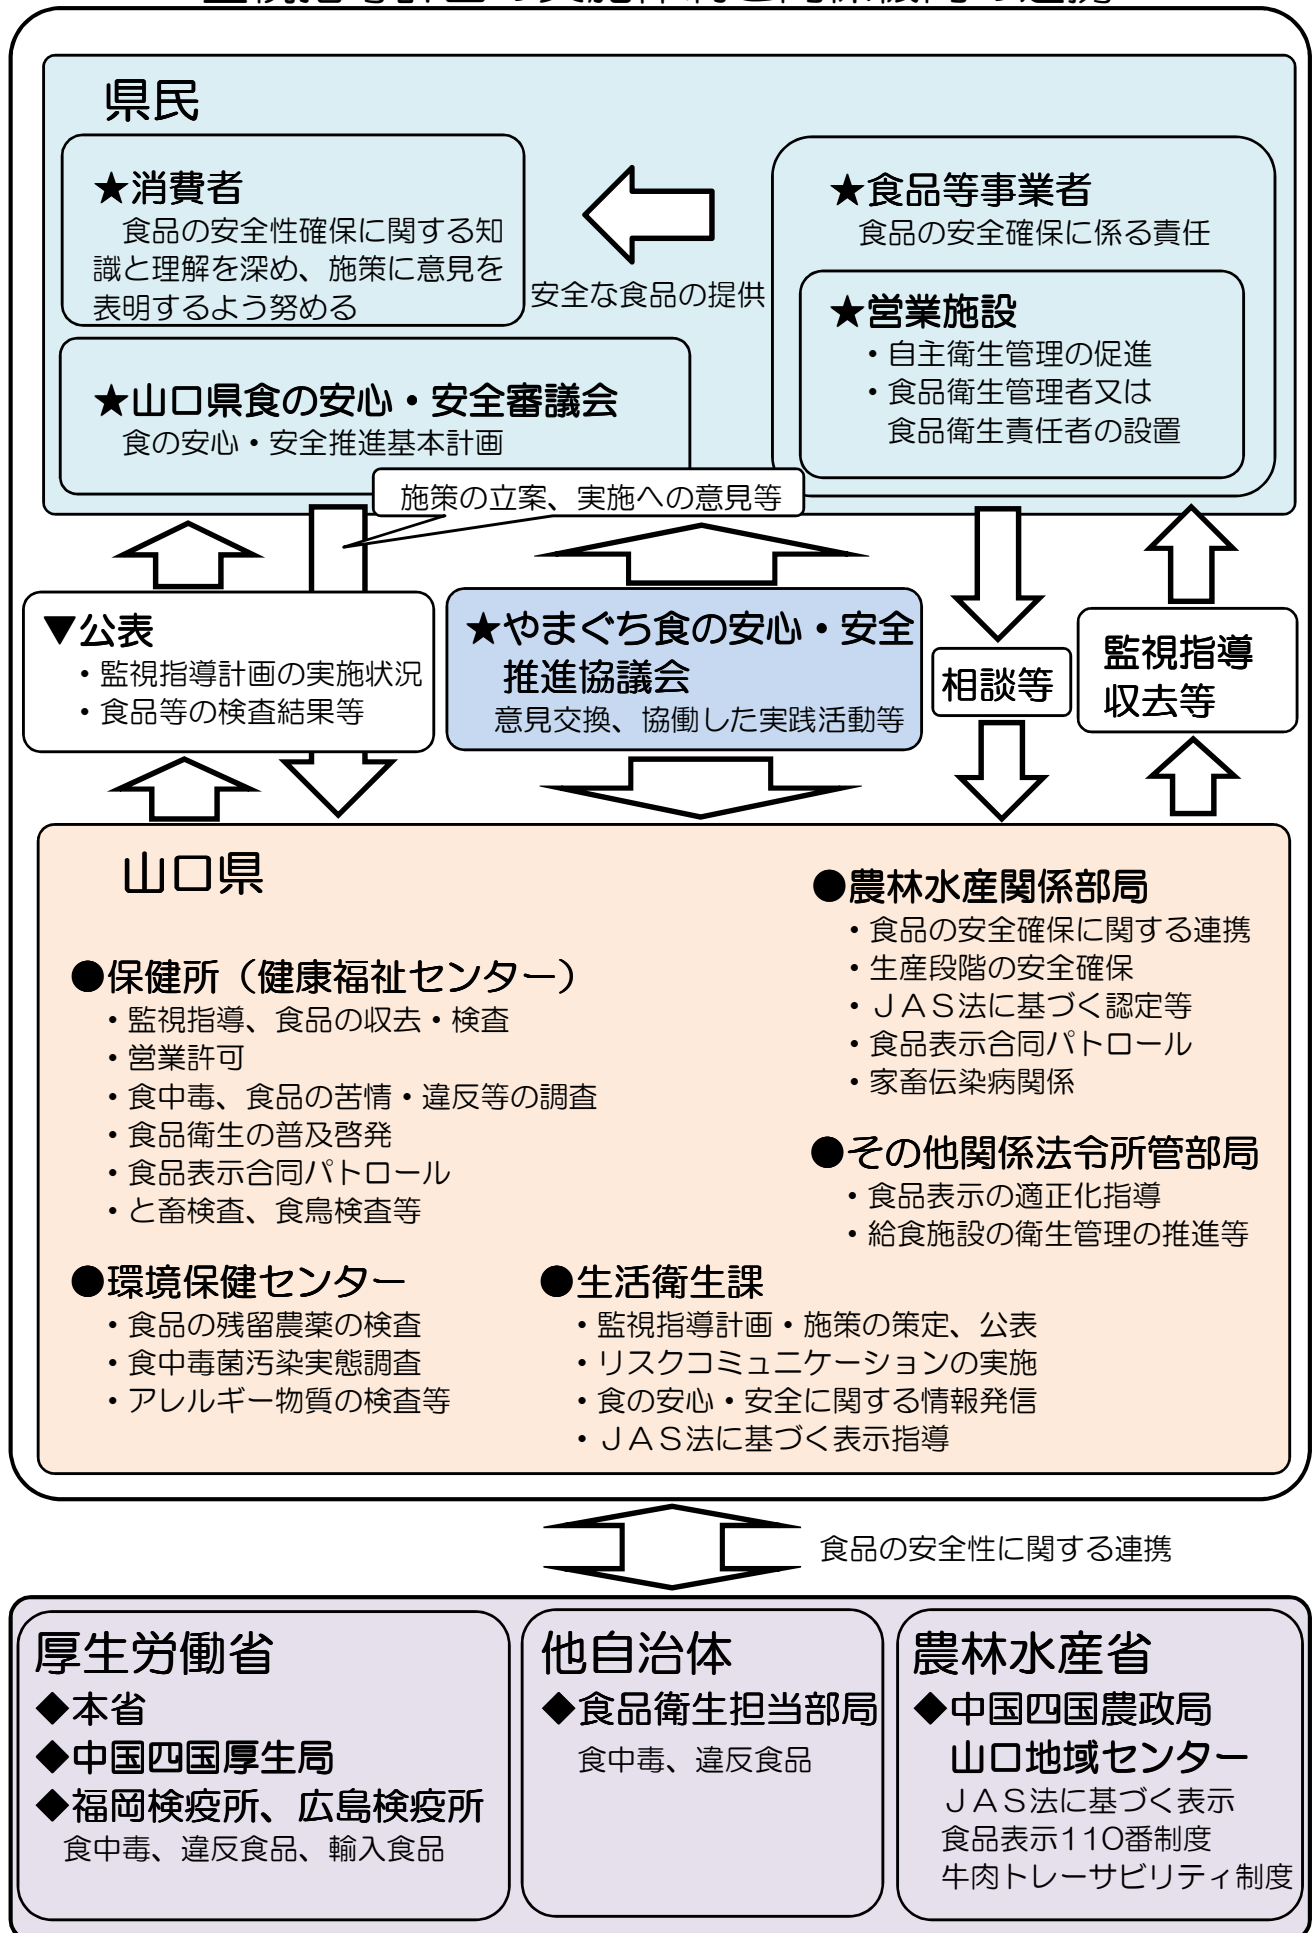 県民
★消費者
食品の安全性確保に関する知
識と理解を深め、施策に意見を
表明するよう努める
安全な食品の提供
★食品等事業者
食品の安全確保に係る責任
★営業施設
・自主衛生管理の促進
・食品衛生管理者又は
食品衛生責任者の設置
★山口県食の安心・安全審議会
食の安心・安全推進基本計画
施策の立案、実施への意見等
▼公表
・監視指導計画の実施状況
・食品等の検査結果等
★やまぐち食の安心・安全
推進協議会
意見交換、協働した実践活動等
相談等
監視指導
収去等
山口県
●保健所（健康福祉センター）
・監視指導、食品の収去・検査
・営業許可
・食中毒、食品の苦情・違反等の調査
・食品衛生の普及啓発
・食品表示合同パトロール
・と畜検査、食鳥検査等
●農林水産関係部局
・食品の安全確保に関する連携
・生産段階の安全確保
・ＪＡＳ法に基づく認定等
・食品表示合同パトロール
・家畜伝染病関係
●その他関係法令所管部局
・食品表示の適正化指導
・給食施設の衛生管理の推進等
●環境保健センター
・食品の残留農薬の検査
・食中毒菌汚染実態調査
・アレルギー物質の検査等
●生活衛生課
・監視指導計画・施策の策定、公表
・リスクコミュニケーションの実施
・食の安心・安全に関する情報発信
・ＪＡＳ法に基づく表示指導
食品の安全性に関する連携
厚生労働省
◆本省
◆中国四国厚生局
◆福岡検疫所、広島検疫所
食中毒、違反食品、輸入食品
他自治体
◆食品衛生担当部局
食中毒、違反食品
農林水産省
◆中国四国農政局
山口地域センター
ＪＡＳ法に基づく表示
食品表示110番制度
牛肉トレーサビリティ制度